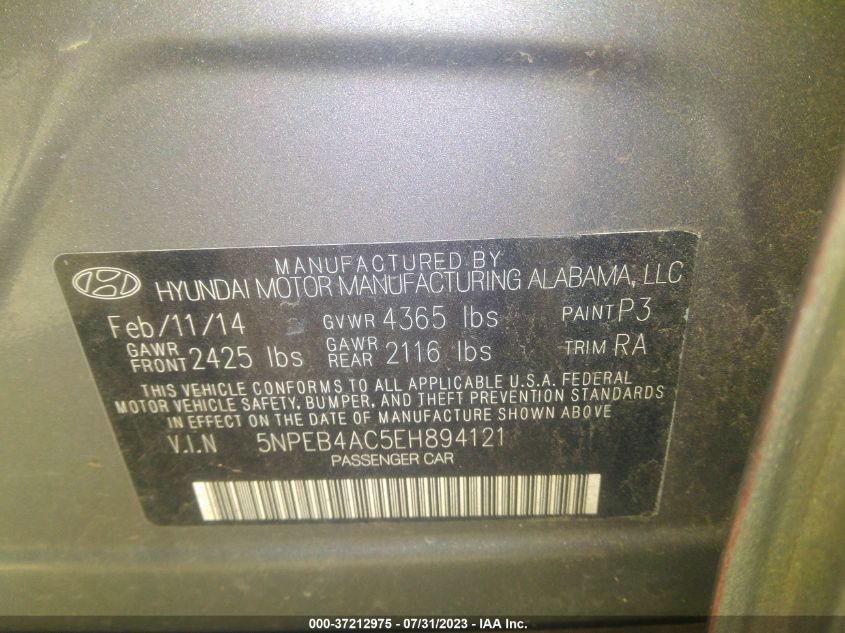 MANUFACTURED BY
HYUNDAI MOTOR MANUFACTURING ALABAMA, LLC
Feb/11/14 GVWR 4365 lbs PAINT P3
GAWR FRONT 2425 lbs GAWR REAR 2116 lbs TRIM RA
THIS VEHICLE CONFORMS TO ALL APPLICABLE U.S.A. FEDERAL
MOTOR VEHICLE SAFETY, BUMPER, AND THEFT PREVENTION STANDARDS
IN EFFECT ON THE DATE OF MANUFACTURE SHOWN ABOVE
V.I.N 5NPEB4AC5EH894121
PASSENGER CAR
000-37212975 - 07/31/2023 - IAA Inc.